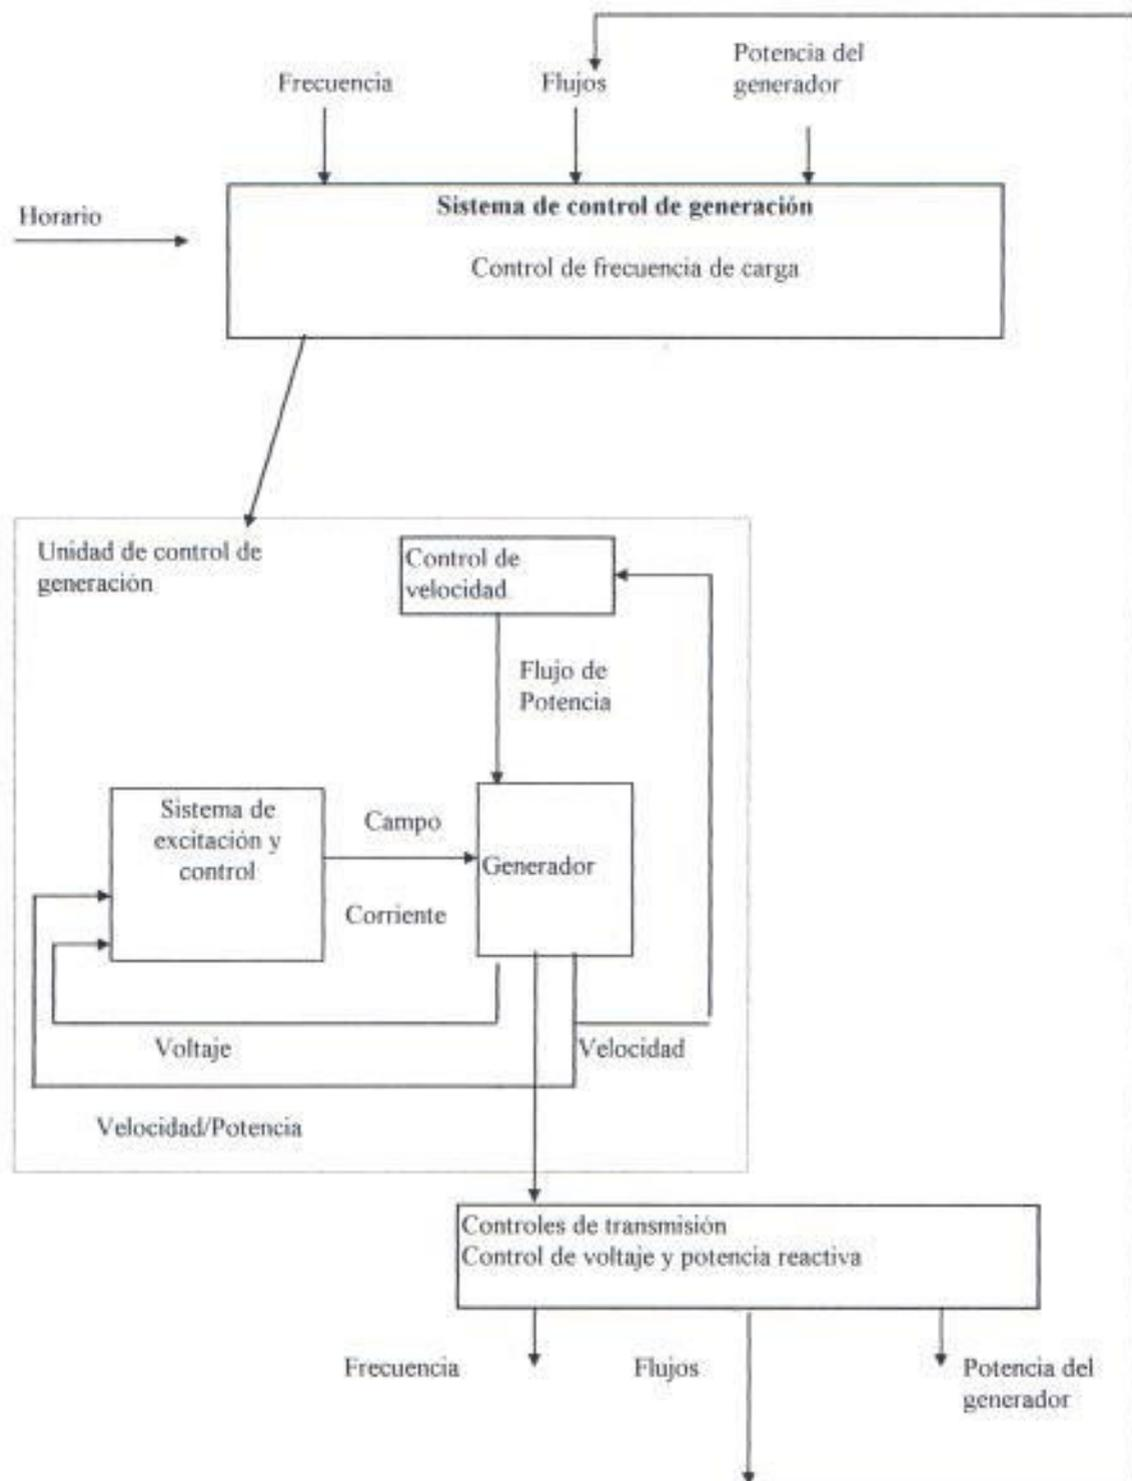 Potencia del
Frecuencia
Flujos
generador
Horario
Sistema de control de generación
Control de frecuencia de carga
Unidad de control de
generación
Control de
velocidad
Flujo de
Potencia
Sistema de
excitación y
control
Campo
Generador
Corriente
Voltaje
Velocidad
Velocidad/Potencia
Controles de transmisión
Control de voltaje y potencia reactiva
Frecuencia
Flujos
Potencia del
generador